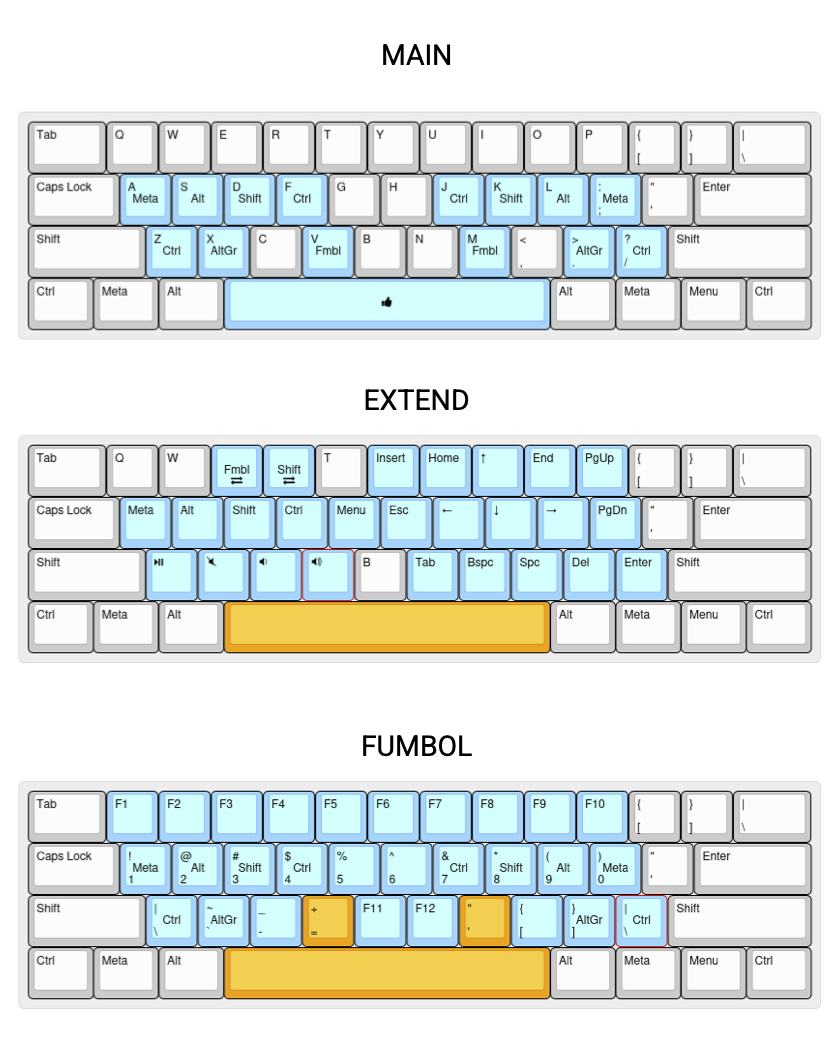 MAIN
Tab Q W E R T Y U I O P { [ } ] | \
Caps Lock A Meta S Alt D Shift F Ctrl G H J Ctrl K Shift L Alt : Meta ; " ' Enter
Shift Z Ctrl X AltGr C V Fmbl B N M Fmbl < , > AltGr . ? Ctrl / Shift
Ctrl Meta Alt Alt Meta Menu Ctrl
EXTEND
Tab Q W Fmbl ⇄ Shift ⇄ T Insert Home ↑ End PgUp { [ } ] | \
Caps Lock Meta Alt Shift Ctrl Menu Esc ← ↓ → PgDn " ' Enter
Shift B Tab Bspc Spc Del Enter Shift
Ctrl Meta Alt Alt Meta Menu Ctrl
FUMBOL
Tab F1 F2 F3 F4 F5 F6 F7 F8 F9 F10 { [ } ] | \
Caps Lock ! Meta 1 @ Alt 2 # Shift 3 $ Ctrl 4 % 5 ^ 6 & Ctrl 7 * Shift 8 ( Alt 9 ) Meta 0 " ' Enter
Shift | Ctrl \ ~ AltGr ` _ - + = F11 F12 " ' { [ } AltGr ] | Ctrl \ Shift
Ctrl Meta Alt Alt Meta Menu Ctrl